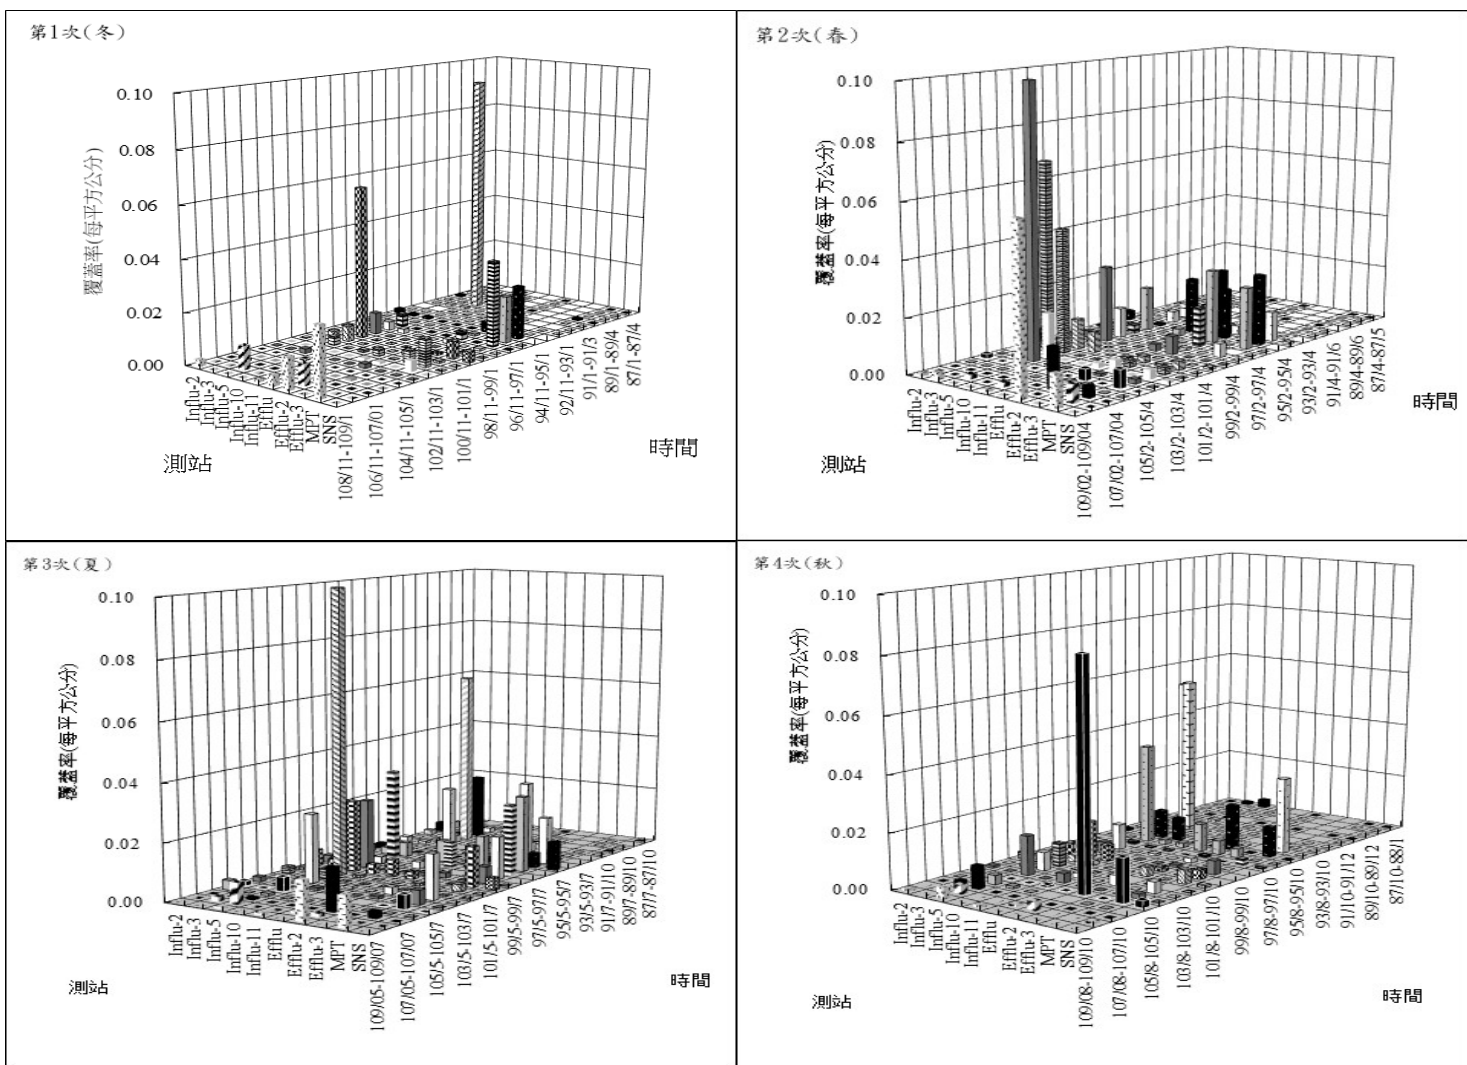 第1次(冬)
0.10
0.08
0.06
0.04
0.02
0.00
覆蓋率(每平方公分)
Influ-2
Influ-3
Influ-5
Influ-10
Influ-11
Efflu
Efflu-2
Efflu-3
MPT
SNS
測站
108/11-109/1
106/11-107/01
104/11-105/1
102/11-103/1
100/11-101/1
98/11-99/1
96/11-97/1
94/11-95/1
92/11-93/1
91/1-91/3
89/1-89/4
87/1-87/4
時間
第2次(春)
0.10
0.08
0.06
0.04
0.02
0.00
覆蓋率(每平方公分)
Influ-2
Influ-3
Influ-5
Influ-10
Influ-11
Efflu
Efflu-2
Efflu-3
MPT
SNS
測站
109/02-109/04
107/02-107/04
105/2-105/4
103/2-103/4
101/2-101/4
99/2-99/4
97/2-97/4
95/2-95/4
93/2-93/4
91/4-91/6
89/4-89/6
87/4-87/5
時間
第3次(夏)
0.10
0.08
0.06
0.04
0.02
0.00
覆蓋率(每平方公分)
Influ-2
Influ-3
Influ-5
Influ-10
Influ-11
Efflu
Efflu-2
Efflu-3
MPT
SNS
測站
109/05-109/07
107/05-107/07
105/5-105/7
103/5-103/7
101/5-101/7
99/5-99/7
97/5-97/7
95/5-95/7
93/5-93/7
91/7-91/10
89/7-89/10
87/7-87/10
時間
第4次(秋)
0.10
0.08
0.06
0.04
0.02
0.00
覆蓋率(每平方公分)
Influ-2
Influ-3
Influ-5
Influ-10
Influ-11
Efflu
Efflu-2
Efflu-3
MPT
SNS
測站
109/08-109/10
107/08-107/10
105/8-105/10
103/8-103/10
101/8-101/10
99/8-99/10
97/8-97/10
95/8-95/10
93/8-93/10
91/10-91/12
89/10-89/12
87/10-88/1
時間